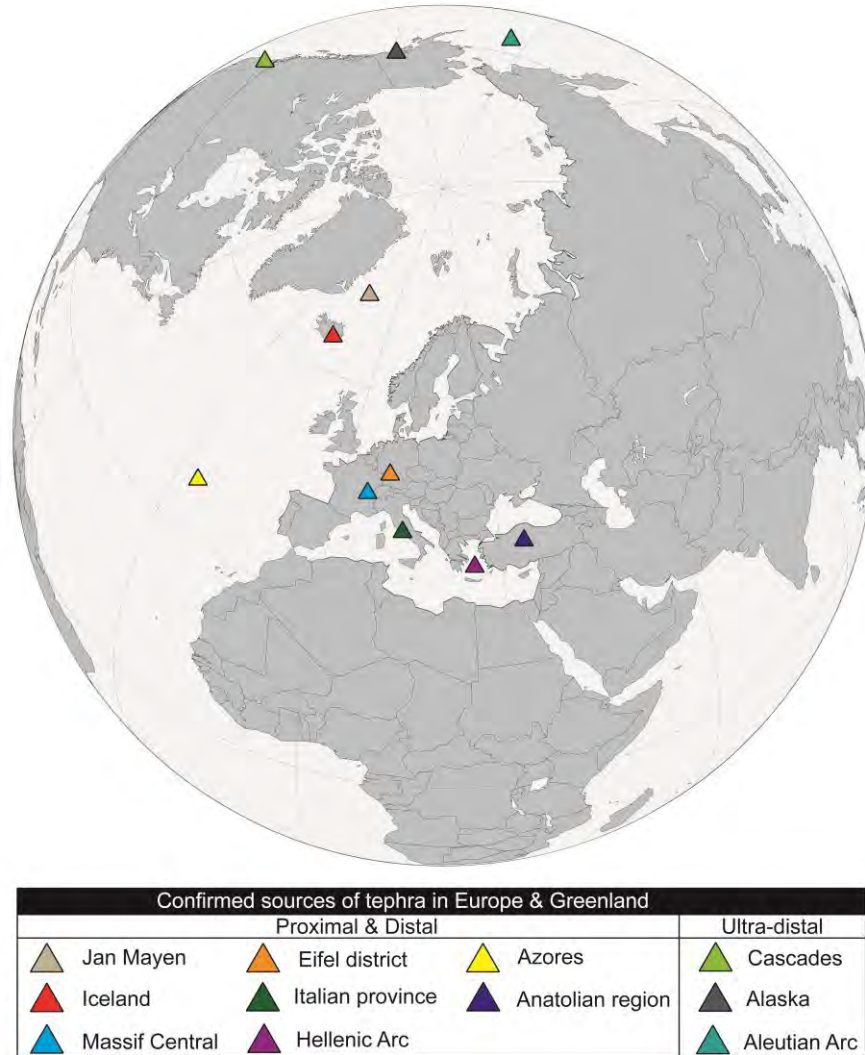 Confirmed sources of tephra in Europe & Greenland
Proximal & Distal Ultra-distal
Jan Mayen Eifel district Azores Cascades
Iceland Italian province Anatolian region Alaska
Massif Central Hellenic Arc Aleutian Arc